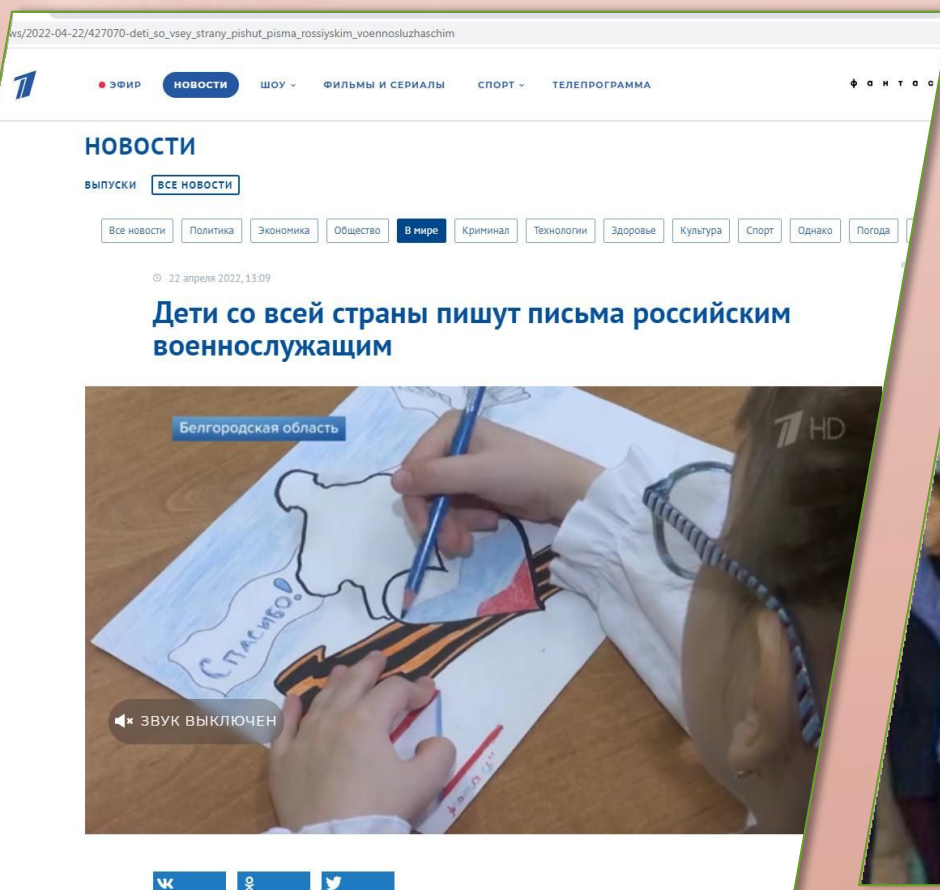 ws/2022-04-22/427070-deti_so_vsey_strany_pishut_pisma_rossiyskim_voennosluzhaschim
ЭФИР НОВОСТИ ШОУ ФИЛЬМЫ И СЕРИАЛЫ СПОРТ ТЕЛЕПРОГРАММА
фантас
НОВОСТИ
ВЫПУСКИ ВСЕ НОВОСТИ
Все новости Политика Экономика Общество В мире Криминал Технологии Здоровье Культура Спорт Однако Погода
22 апреля 2022, 13:09
Дети со всей страны пишут письма российским
военнослужащим
Белгородская область
HD
Спасибо!
ЗВУК ВЫКЛЮЧЕН